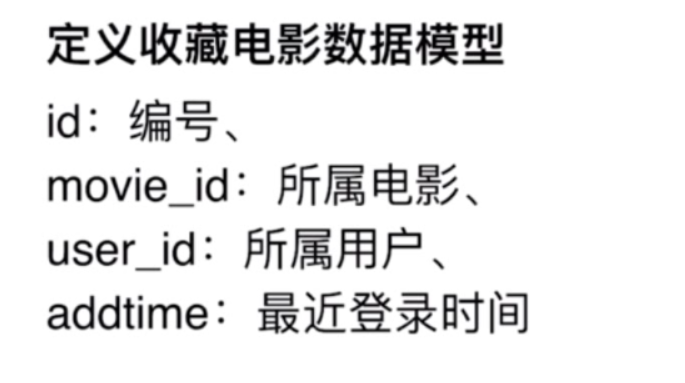 定义收藏电影数据模型
id：编号、
movie_id：所属电影、
user_id：所属用户、
addtime：最近登录时间